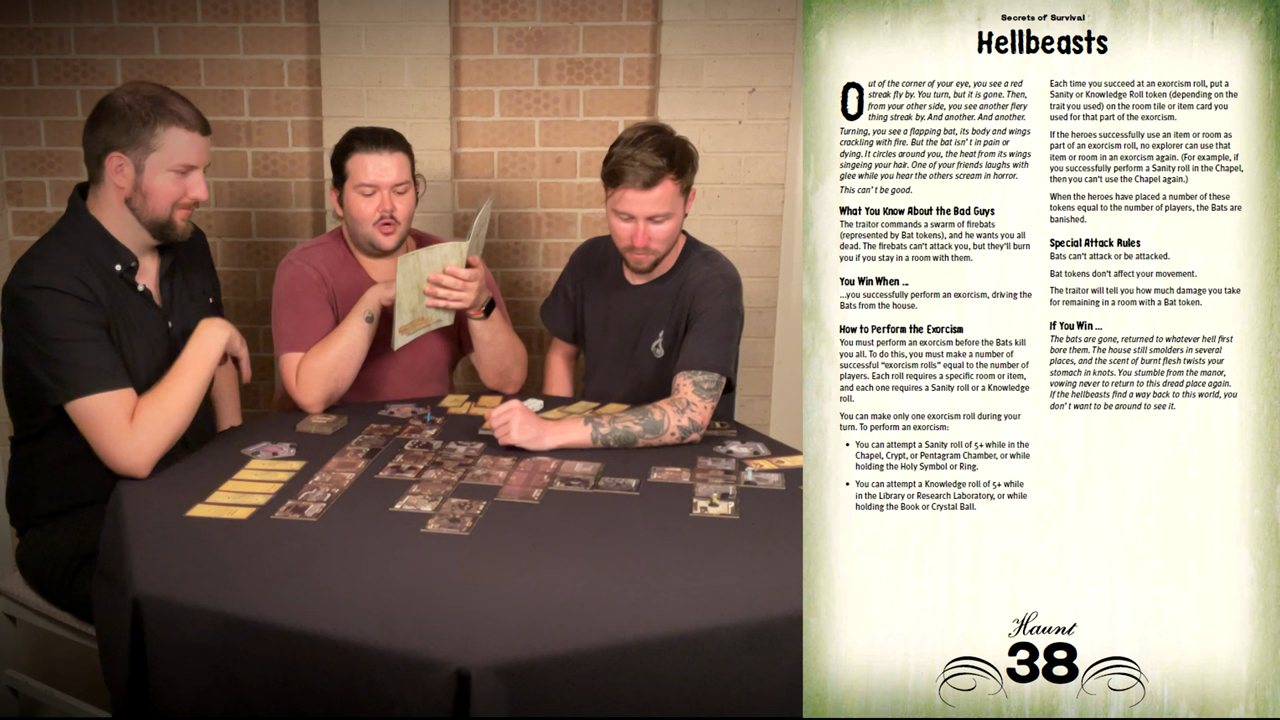 Secrets of Survival
Hellbeasts
Out of the corner of your eye, you see a red
streak fly by. You turn, but it is gone. Then,
from your other side, you see another fiery
thing streak by. And another. And another.
Turning, you see a flapping bat, its body and wings
crackling with fire. But the bat isn' t in pain or
dying. It circles around you, the heat from its wings
singeing your hair. One of your friends laughs with
glee while you hear the others scream in horror.
This can' t be good.
What You Know About the Bad Guys
The traitor commands a swarm of firebats
(represented by Bat tokens), and he wants you all
dead. The firebats can't attack you, but they'll burn
you if you stay in a room with them.
You Win When ...
...you successfully perform an exorcism, driving the
Bats from the house.
How to Perform the Exorcism
You must perform an exorcism before the Bats kill
you all. To do this, you must make a number of
successful "exorcism rolls" equal to the number of
players. Each roll requires a specific room or item,
and each one requires a Sanity roll or a Knowledge
roll.
You can make only one exorcism roll during your
turn. To perform an exorcism:
• You can attempt a Sanity roll of 5+ while in the
Chapel, Crypt, or Pentagram Chamber, or while
holding the Holy Symbol or Ring.
• You can attempt a Knowledge roll of 5+ while
in the Library or Research Laboratory, or while
holding the Book or Crystal Ball.
Each time you succeed at an exorcism roll, put a
Sanity or Knowledge Roll token (depending on the
trait you used) on the room tile or item card you
used for that part of the exorcism.
If the heroes successfully use an item or room as
part of an exorcism roll, no explorer can use that
item or room in an exorcism again. (For example, if
you successfully perform a Sanity roll in the Chapel,
then you can't use the Chapel again.)
When the heroes have placed a number of these
tokens equal to the number of players, the Bats are
banished.
Special Attack Rules
Bats can't attack or be attacked.
Bat tokens don't affect your movement.
The traitor will tell you how much damage you take
for remaining in a room with a Bat token.
If You Win ...
The bats are gone, returned to whatever hell first
bore them. The house still smolders in several
places, and the scent of burnt flesh twists your
stomach in knots. You stumble from the manor,
vowing never to return to this dread place again.
If the hellbeasts find a way back to this world, you
don' t want to be around to see it.
Haunt
38